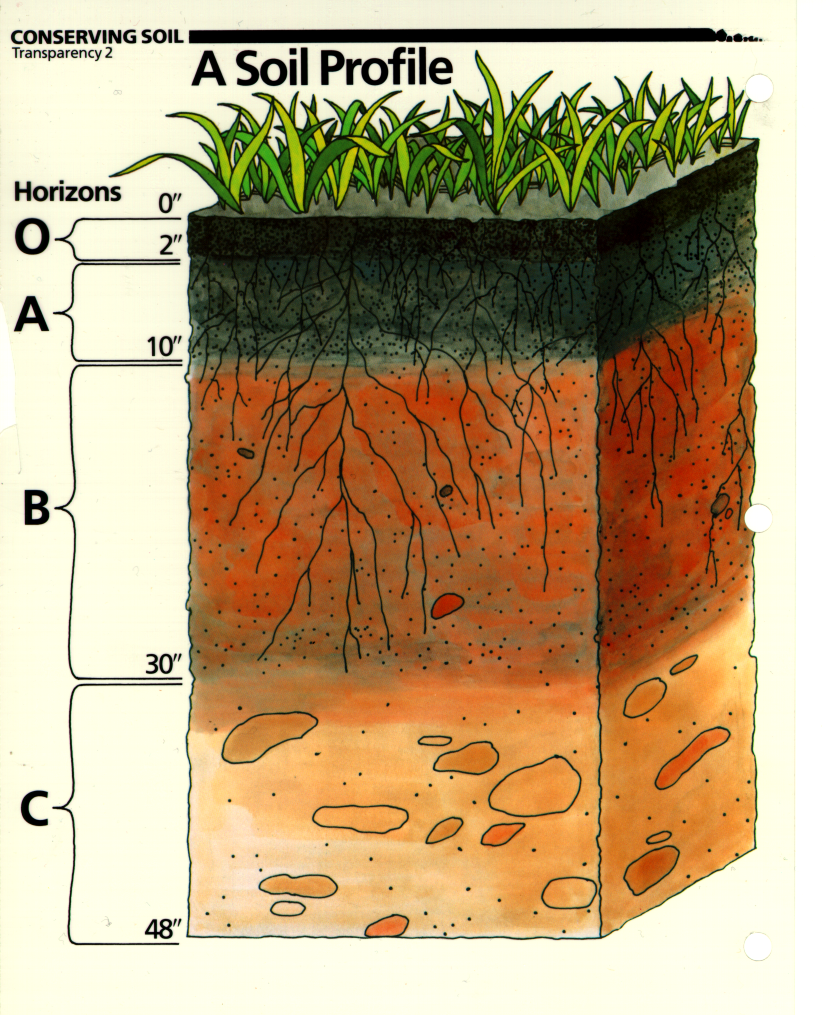 CONSERVING SOIL
Transparency 2
A Soil Profile
Horizons
0"
O
2"
A
10"
B
30"
C
48"